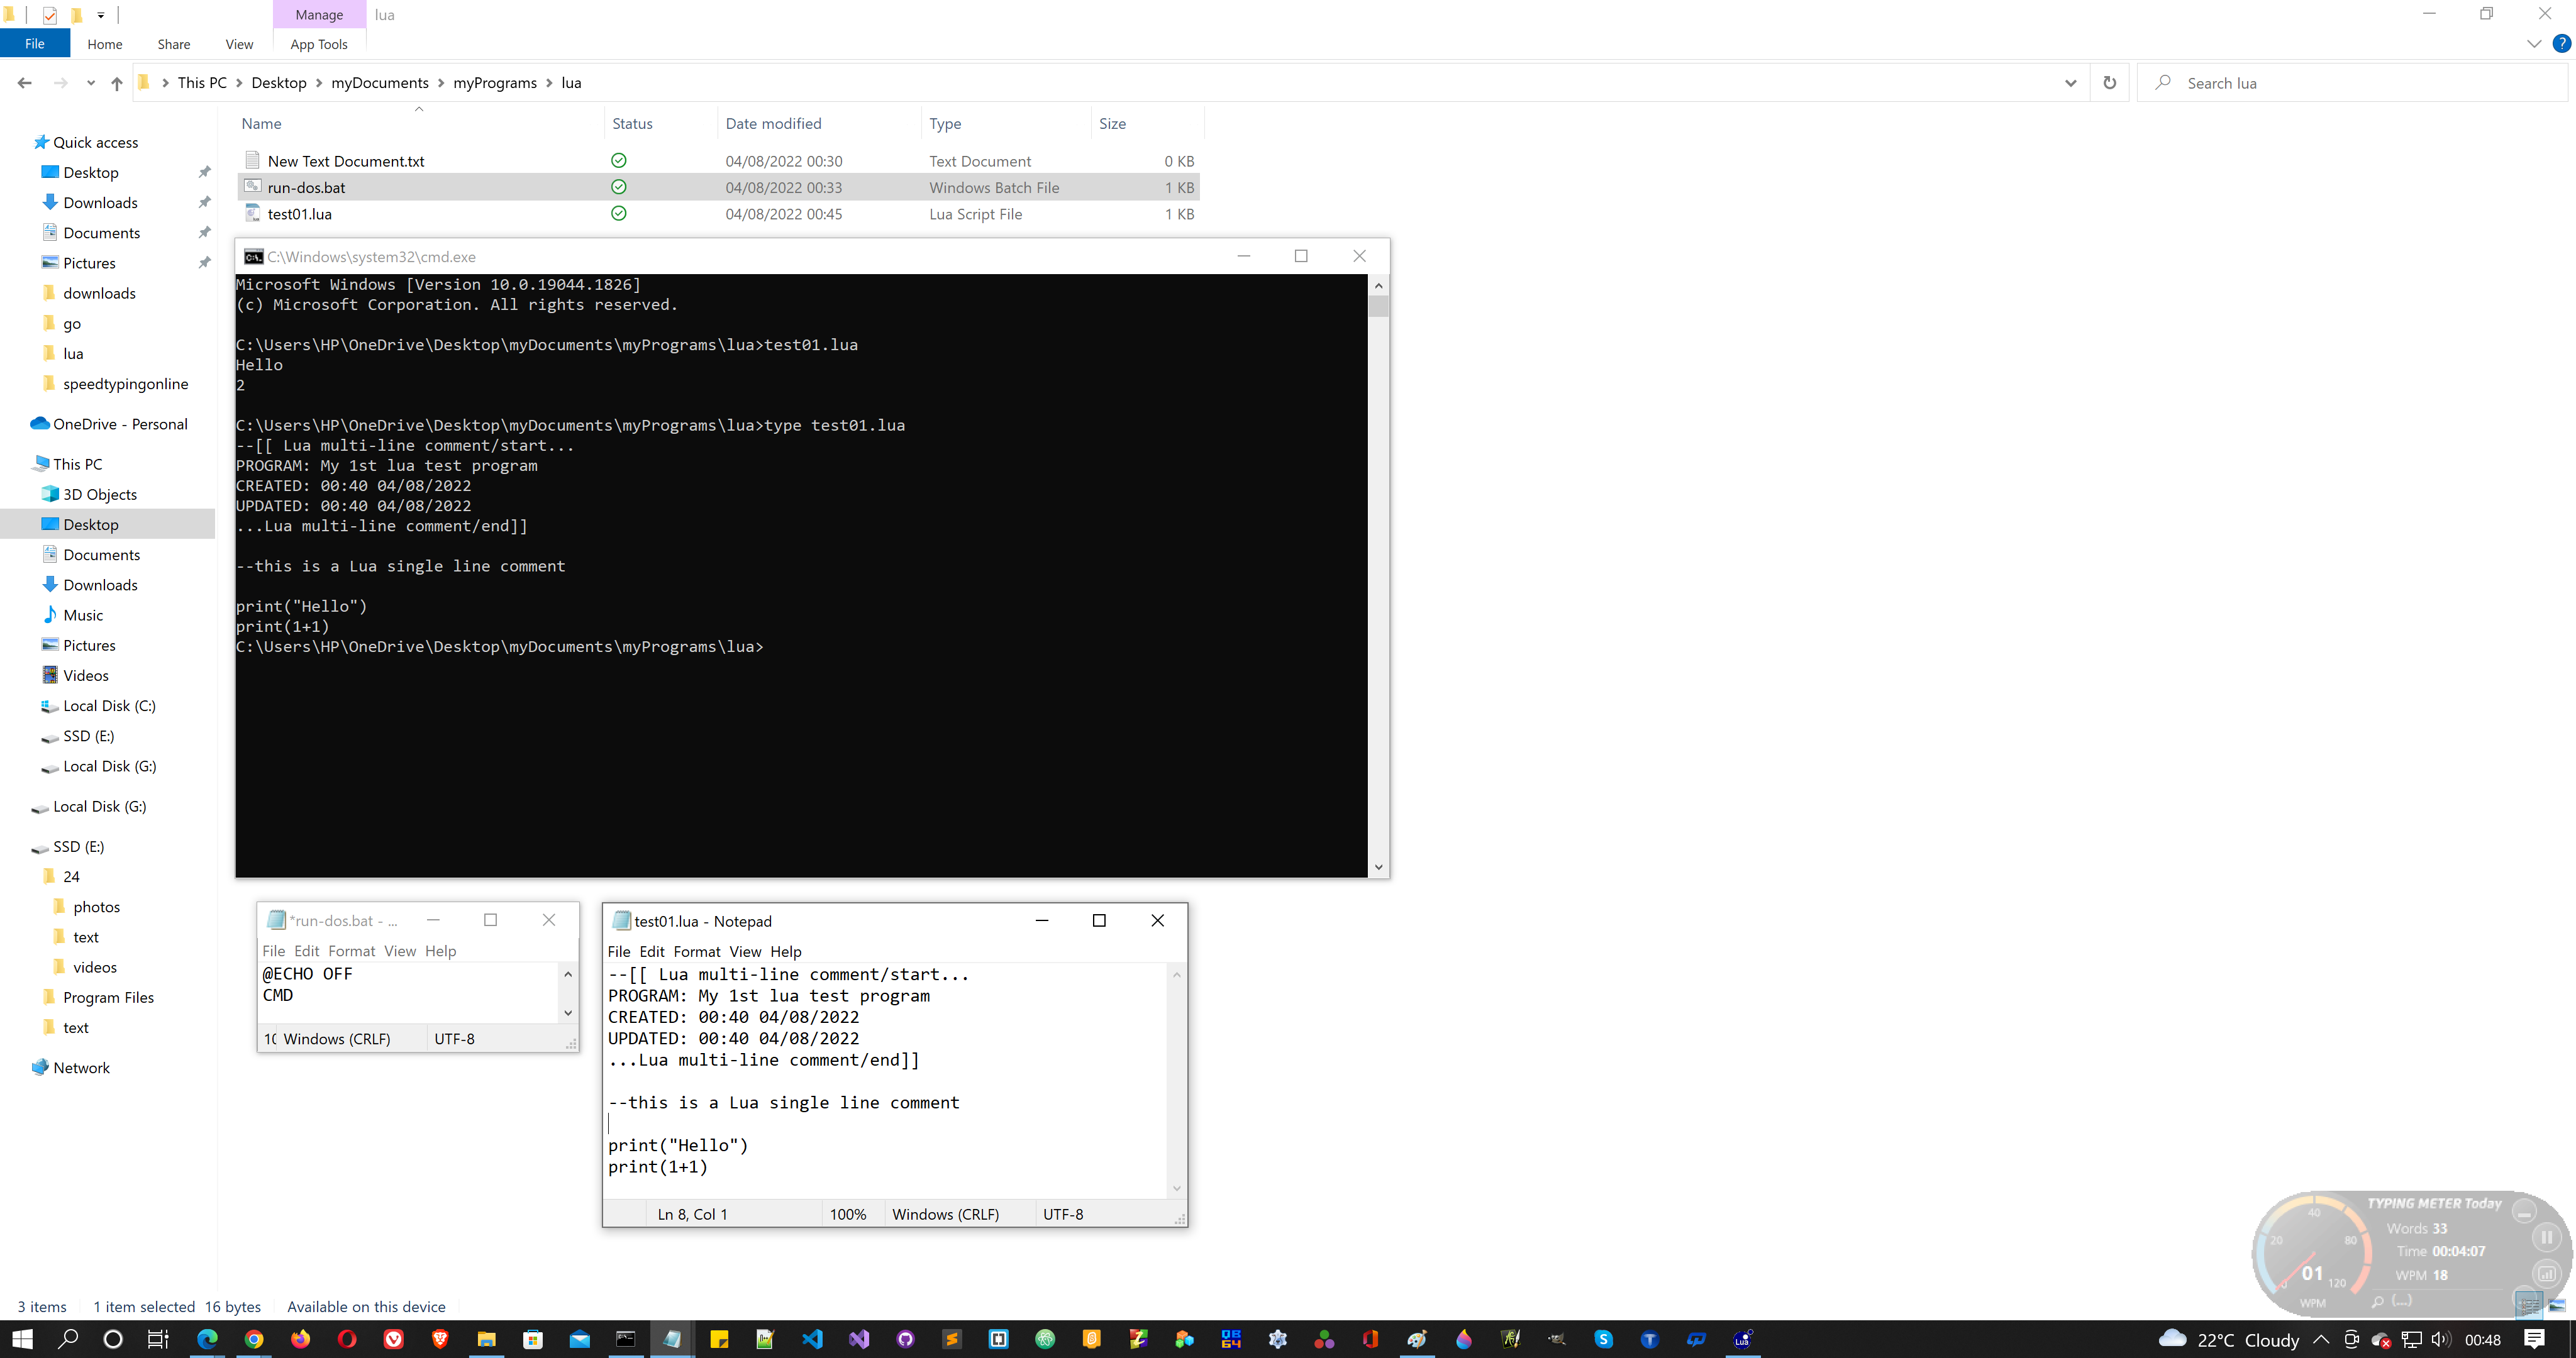 Manage
lua
File
Home
Share
View
App Tools
This PC
Desktop
myDocuments
myPrograms
lua
Search lua
Name
Status
Date modified
Type
Size
New Text Document.txt
04/08/2022 00:30
Text Document
0 KB
run-dos.bat
04/08/2022 00:33
Windows Batch File
1 KB
test01.lua
04/08/2022 00:45
Lua Script File
1 KB
Quick access
Desktop
Downloads
Documents
Pictures
downloads
go
lua
speedtypingonline
OneDrive - Personal
This PC
3D Objects
Desktop
Documents
Downloads
Music
Pictures
Videos
Local Disk (C:)
SSD (E:)
Local Disk (G:)
Local Disk (G:)
SSD (E:)
24
photos
text
videos
Program Files
text
Network
C:\Windows\system32\cmd.exe
Microsoft Windows [Version 10.0.19044.1826]
(c) Microsoft Corporation. All rights reserved.
C:\Users\HP\OneDrive\Desktop\myDocuments\myPrograms\lua>test01.lua
Hello
2
C:\Users\HP\OneDrive\Desktop\myDocuments\myPrograms\lua>type test01.lua
--[[ Lua multi-line comment/start...
PROGRAM: My 1st lua test program
CREATED: 00:40 04/08/2022
UPDATED: 00:40 04/08/2022
...Lua multi-line comment/end]]
--this is a Lua single line comment
print("Hello")
print(1+1)
C:\Users\HP\OneDrive\Desktop\myDocuments\myPrograms\lua>
*run-dos.bat - ...
File Edit Format View Help
@ECHO OFF
CMD
Windows (CRLF)
UTF-8
test01.lua - Notepad
File Edit Format View Help
--[[ Lua multi-line comment/start...
PROGRAM: My 1st lua test program
CREATED: 00:40 04/08/2022
UPDATED: 00:40 04/08/2022
...Lua multi-line comment/end]]
--this is a Lua single line comment
print("Hello")
print(1+1)
Ln 8, Col 1
100%
Windows (CRLF)
UTF-8
TYPING METER Today
Words 33
Time 00:04:07
WPM 18
20
40
80
120
0
01
WPM
(...)
3 items
1 item selected 16 bytes
Available on this device
22°C Cloudy
00:48